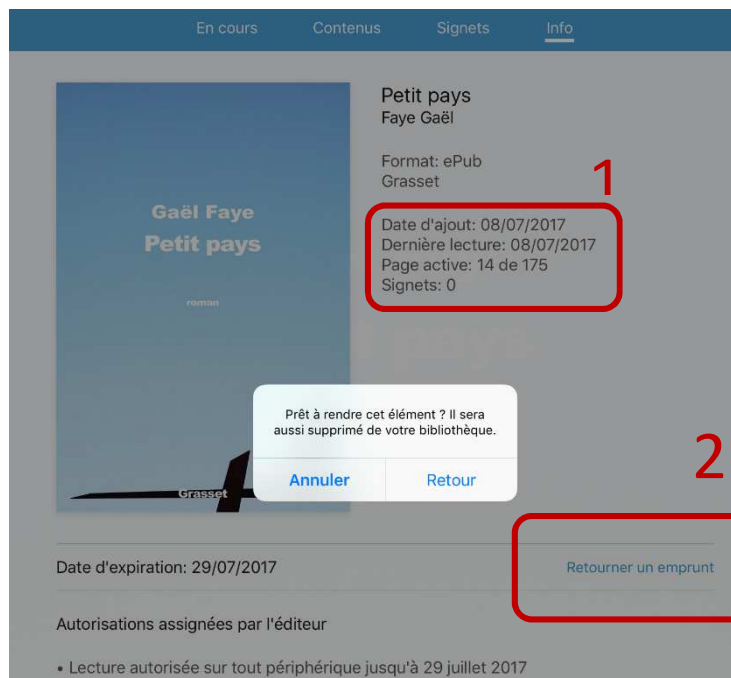 En cours Contenus Signets Info
Petit pays
Faye Gaël
Format: ePub
Grasset
1
Date d'ajout: 08/07/2017
Dernière lecture: 08/07/2017
Page active: 14 de 175
Signets: 0
Gaël Faye
Petit pays
roman
Prêt à rendre cet élément ? Il sera
aussi supprimé de votre bibliothèque.
Annuler Retour
Grasset
2
Date d'expiration: 29/07/2017 Retourner un emprunt
Autorisations assignées par l'éditeur
• Lecture autorisée sur tout périphérique jusqu'à 29 juillet 2017